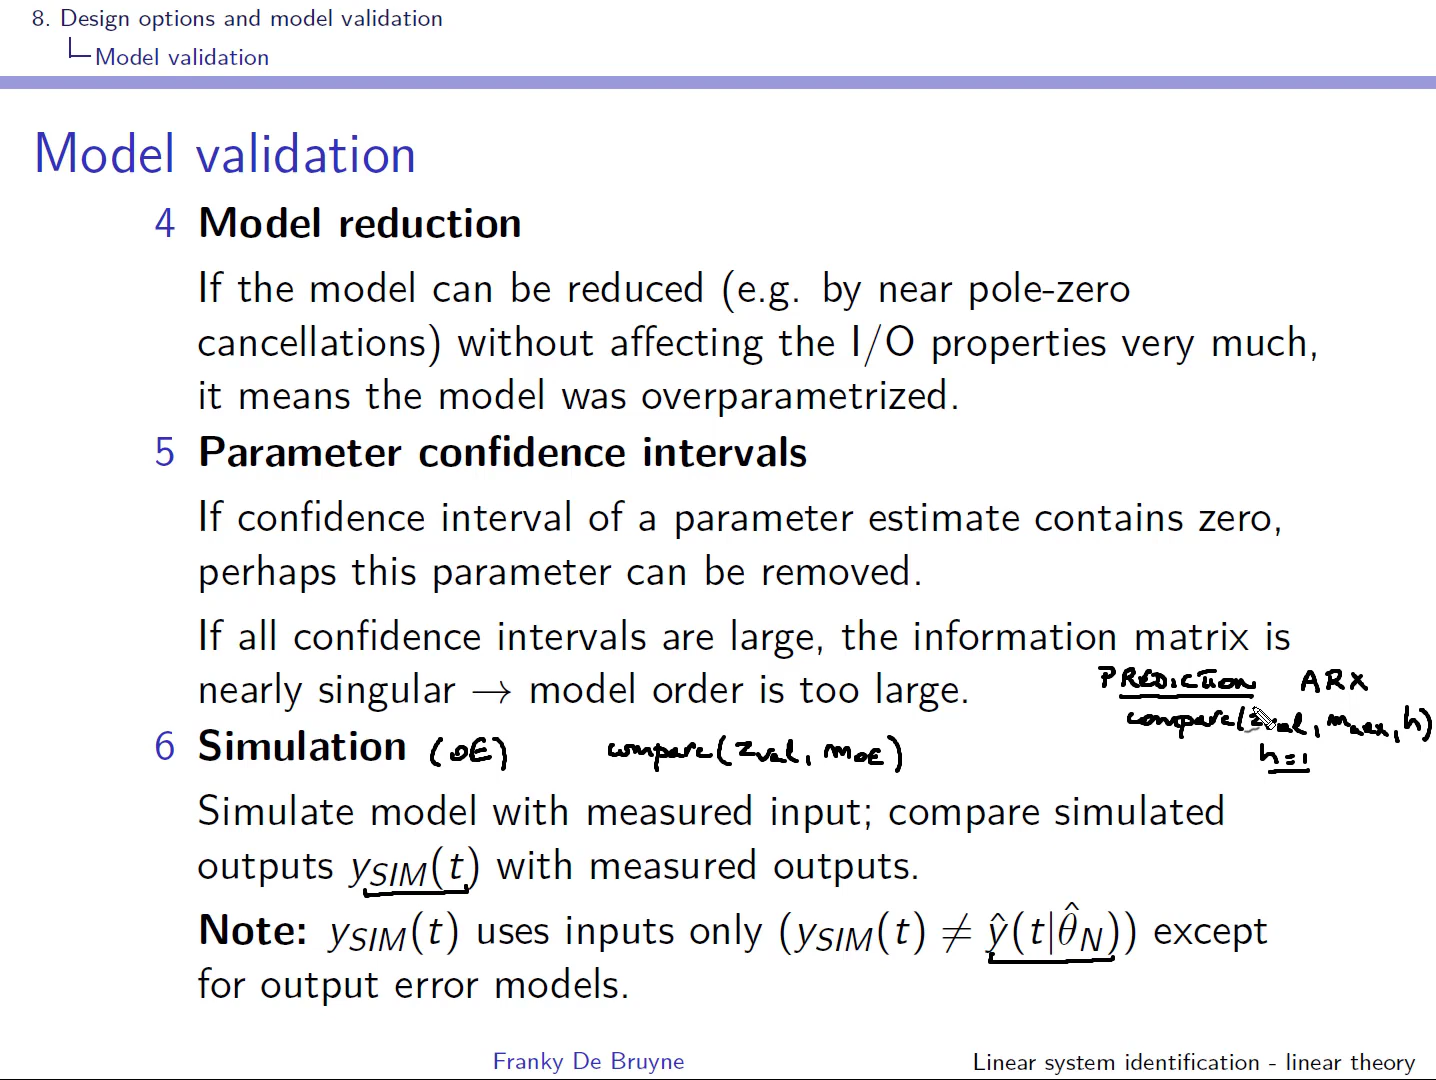 8. Design options and model validation
Model validation
Model validation
4 Model reduction
If the model can be reduced (e.g. by near pole-zero
cancellations) without affecting the I/O properties very much,
it means the model was overparametrized.
5 Parameter confidence intervals
If confidence interval of a parameter estimate contains zero,
perhaps this parameter can be removed.
If all confidence intervals are large, the information matrix is
nearly singular → model order is too large.
PREDICTION ARX
compare(zval, marx, h)
h=1
6 Simulation (OE) compare(zval, mOE)
Simulate model with measured input; compare simulated
outputs ySIM(t) with measured outputs.
Note: ySIM(t) uses inputs only (ySIM(t) ≠ ŷ(t|θ̂N)) except
for output error models.
Franky De Bruyne
Linear system identification - linear theory